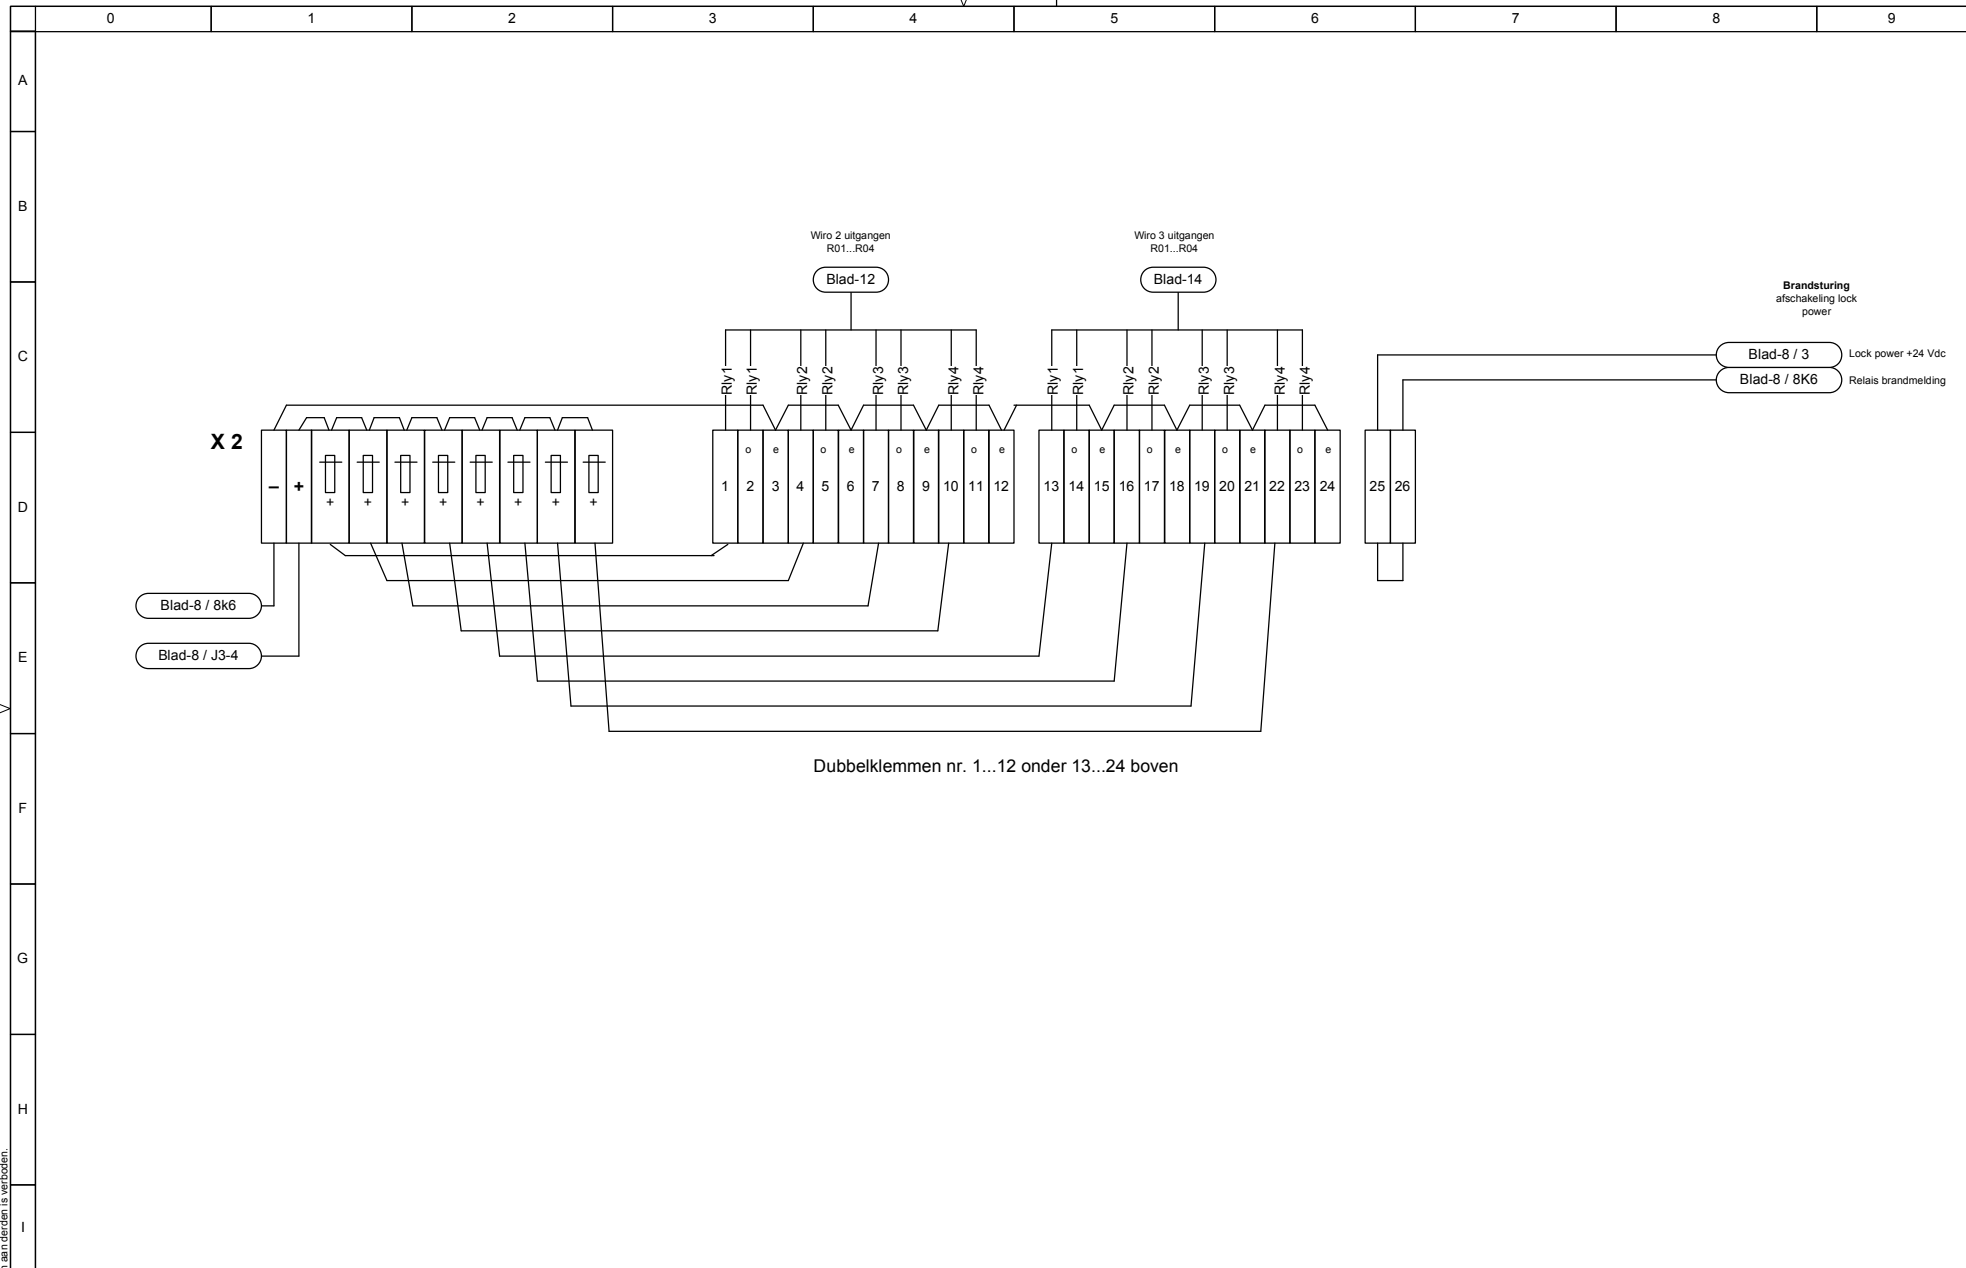 0 1 2 3 4 5 6 7 8 9
A
B
Wiro 2 uitgangen
R01...R04
Blad-12
Wiro 3 uitgangen
R01...R04
Blad-14
Brandsturing
afschakeling lock
power
C
Blad-8 / 3 Lock power +24 Vdc
Blad-8 / 8K6 Relais brandmelding
Rly1 Rly1 Rly2 Rly2 Rly3 Rly3 Rly4 Rly4 Rly1 Rly1 Rly2 Rly2 Rly3 Rly3 Rly4 Rly4
X 2
o e o e o e o e o e o e o e o e
– + 1 2 3 4 5 6 7 8 9 10 11 12 13 14 15 16 17 18 19 20 21 22 23 24 25 26
+ + + + + + + +
D
Blad-8 / 8k6
Blad-8 / J3-4
E
Dubbelklemmen nr. 1...12 onder 13...24 boven
F
G
H
I
aan derden is verboden.